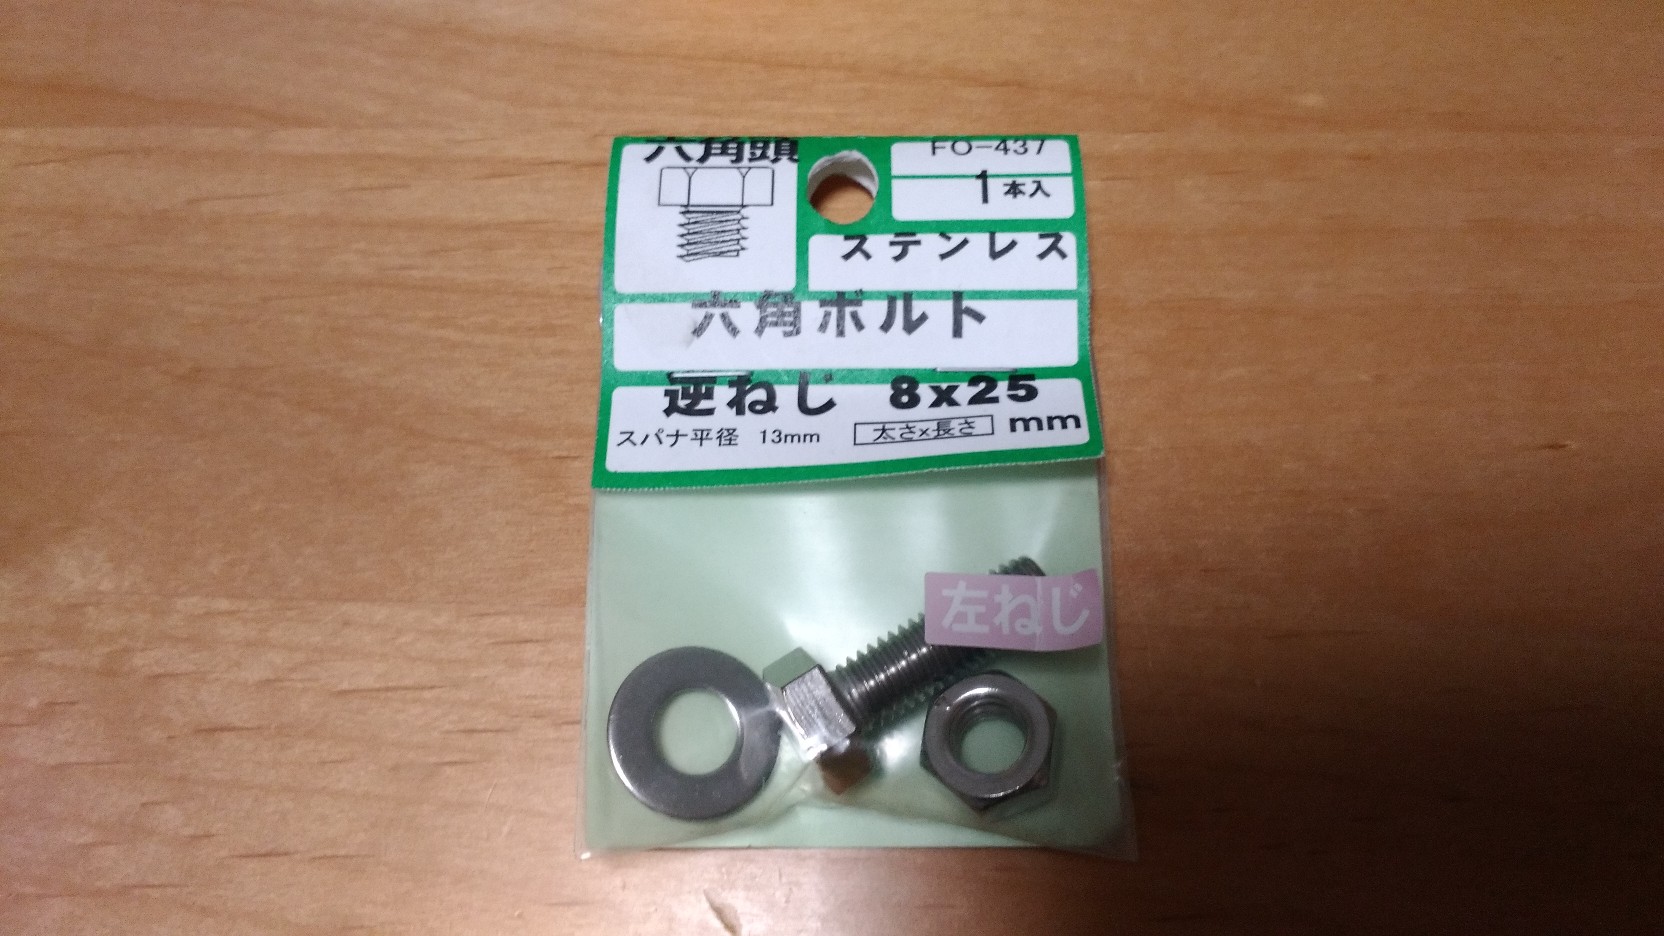 六角頭
FO-437
1本入
ステンレス
六角ボルト
逆ねじ 8x25
スパナ平径 13mm 太さx長さ mm
左ねじ